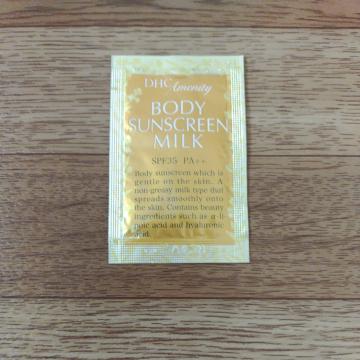 DHC Amenity
BODY
SUNSCREEN
MILK
SPF35 PA++
Body sunscreen which is
gentle on the skin. A
non-greasy milk type that
spreads smoothly onto
the skin. Contains beauty
ingredients such as α-li
poic acid and hyaluronic
acid.